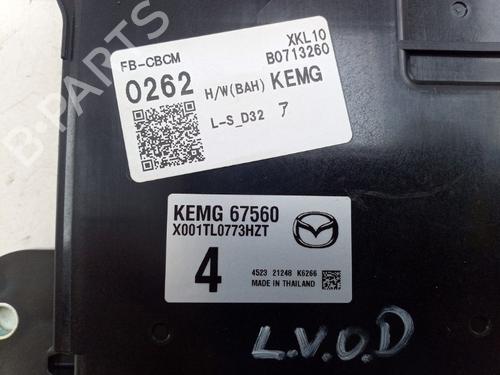 FB-CBCM
0262
XKL10
B0713260
H/W(BAH) KEMG
L-S_D32 7
KEMG 67560
X001TL0773HZT
4
4523 21248 K6266
MADE IN THAILAND
L.V.O.D
B-PARTS